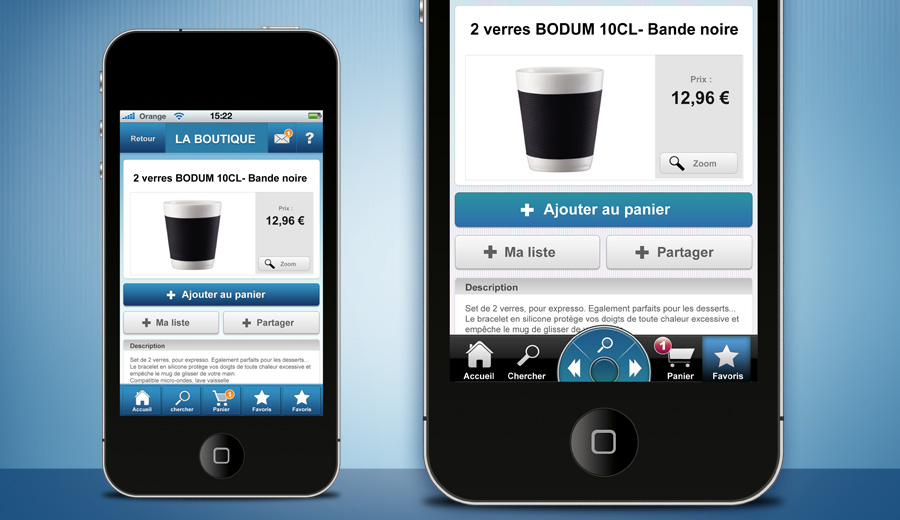 Orange
15:22
Retour
LA BOUTIQUE
1
?
2 verres BODUM 10CL- Bande noire
Prix :
12,96 €
Zoom
Ajouter au panier
Ma liste
Partager
Description
Set de 2 verres, pour expresso. Egalement parfaits pour les desserts...
Le bracelet en silicone protège vos doigts de toute chaleur excessive et
empêche le mug de glisser de votre main.
Compatible micro-ondes, lave vaisselle
Accueil
chercher
1
Panier
Favoris
Favoris
2 verres BODUM 10CL- Bande noire
Prix :
12,96 €
Zoom
Ajouter au panier
Ma liste
Partager
Description
Set de 2 verres, pour expresso. Egalement parfaits pour les desserts...
Le bracelet en silicone protège vos doigts de toute chaleur excessive et
empêche le mug de glisser de
Accueil
Chercher
1
Panier
Favoris